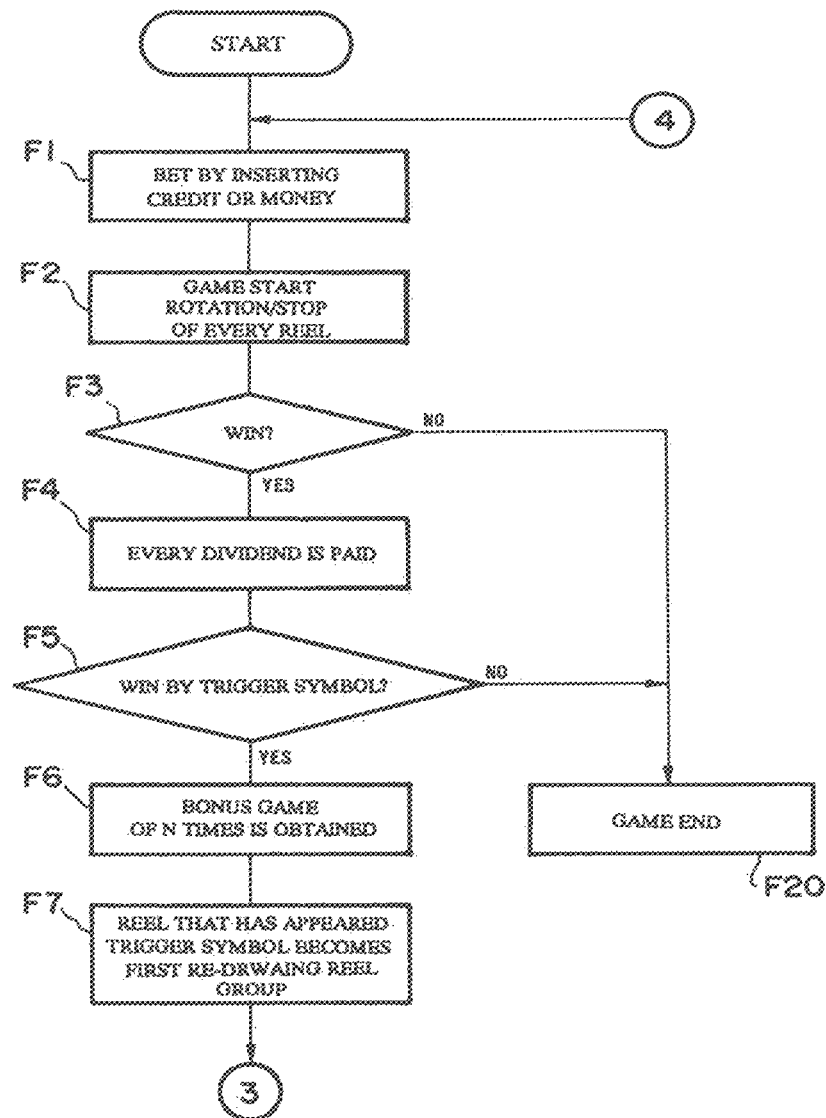 START
4
F1
BET BY INSERTING
CREDIT OR MONEY
F2
GAME START
ROTATION/STOP
OF EVERY REEL
F3
WIN?
NO
YES
F4
EVERY DIVIDEND IS PAID
F5
WIN BY TRIGGER SYMBOL?
NO
YES
F6
BONUS GAME
OF N TIMES IS OBTAINED
GAME END
F20
F7
REEL THAT HAS APPEARED
TRIGGER SYMBOL BECOMES
FIRST RE-DRWAING REEL
GROUP
3